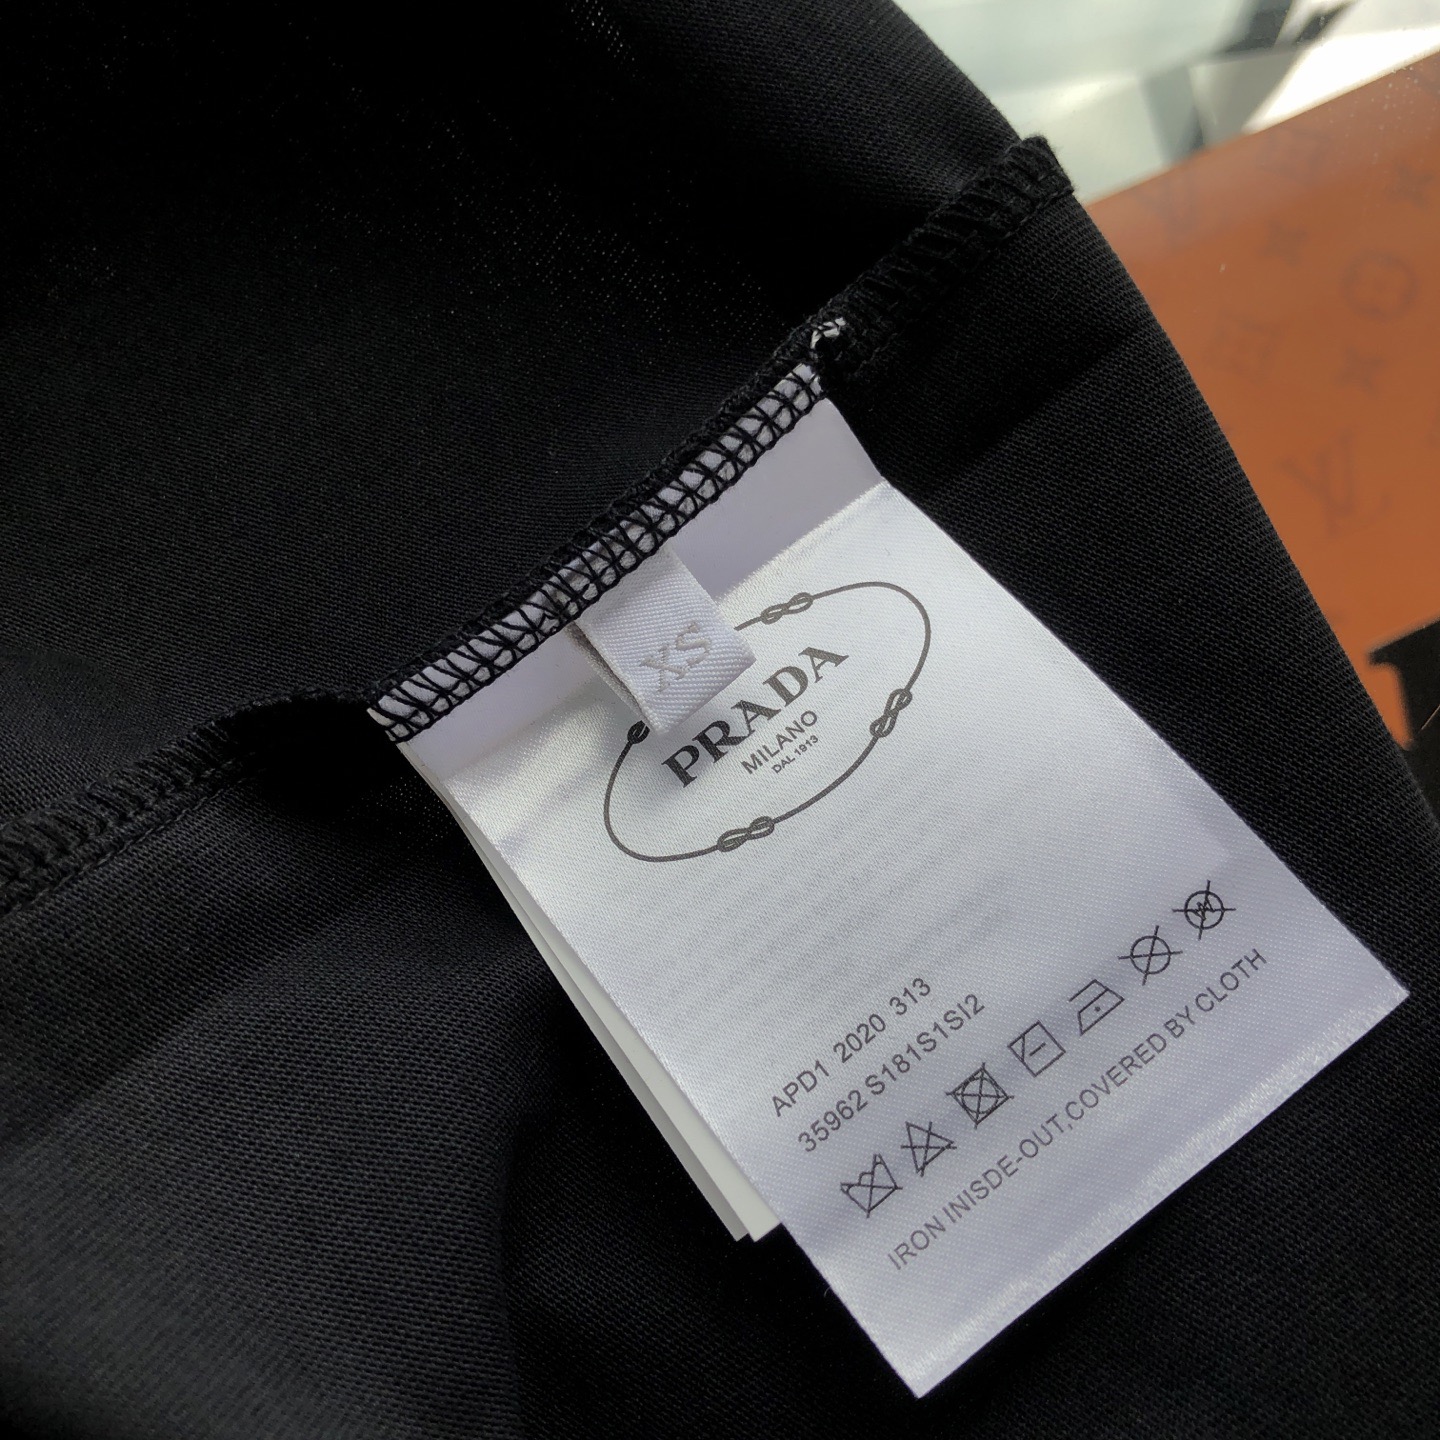 XS
PRADA
MILANO
DAL 1913
APD1 2020 313
35962 S181S1SI2
IRON INISDE-OUT,COVERED BY CLOTH